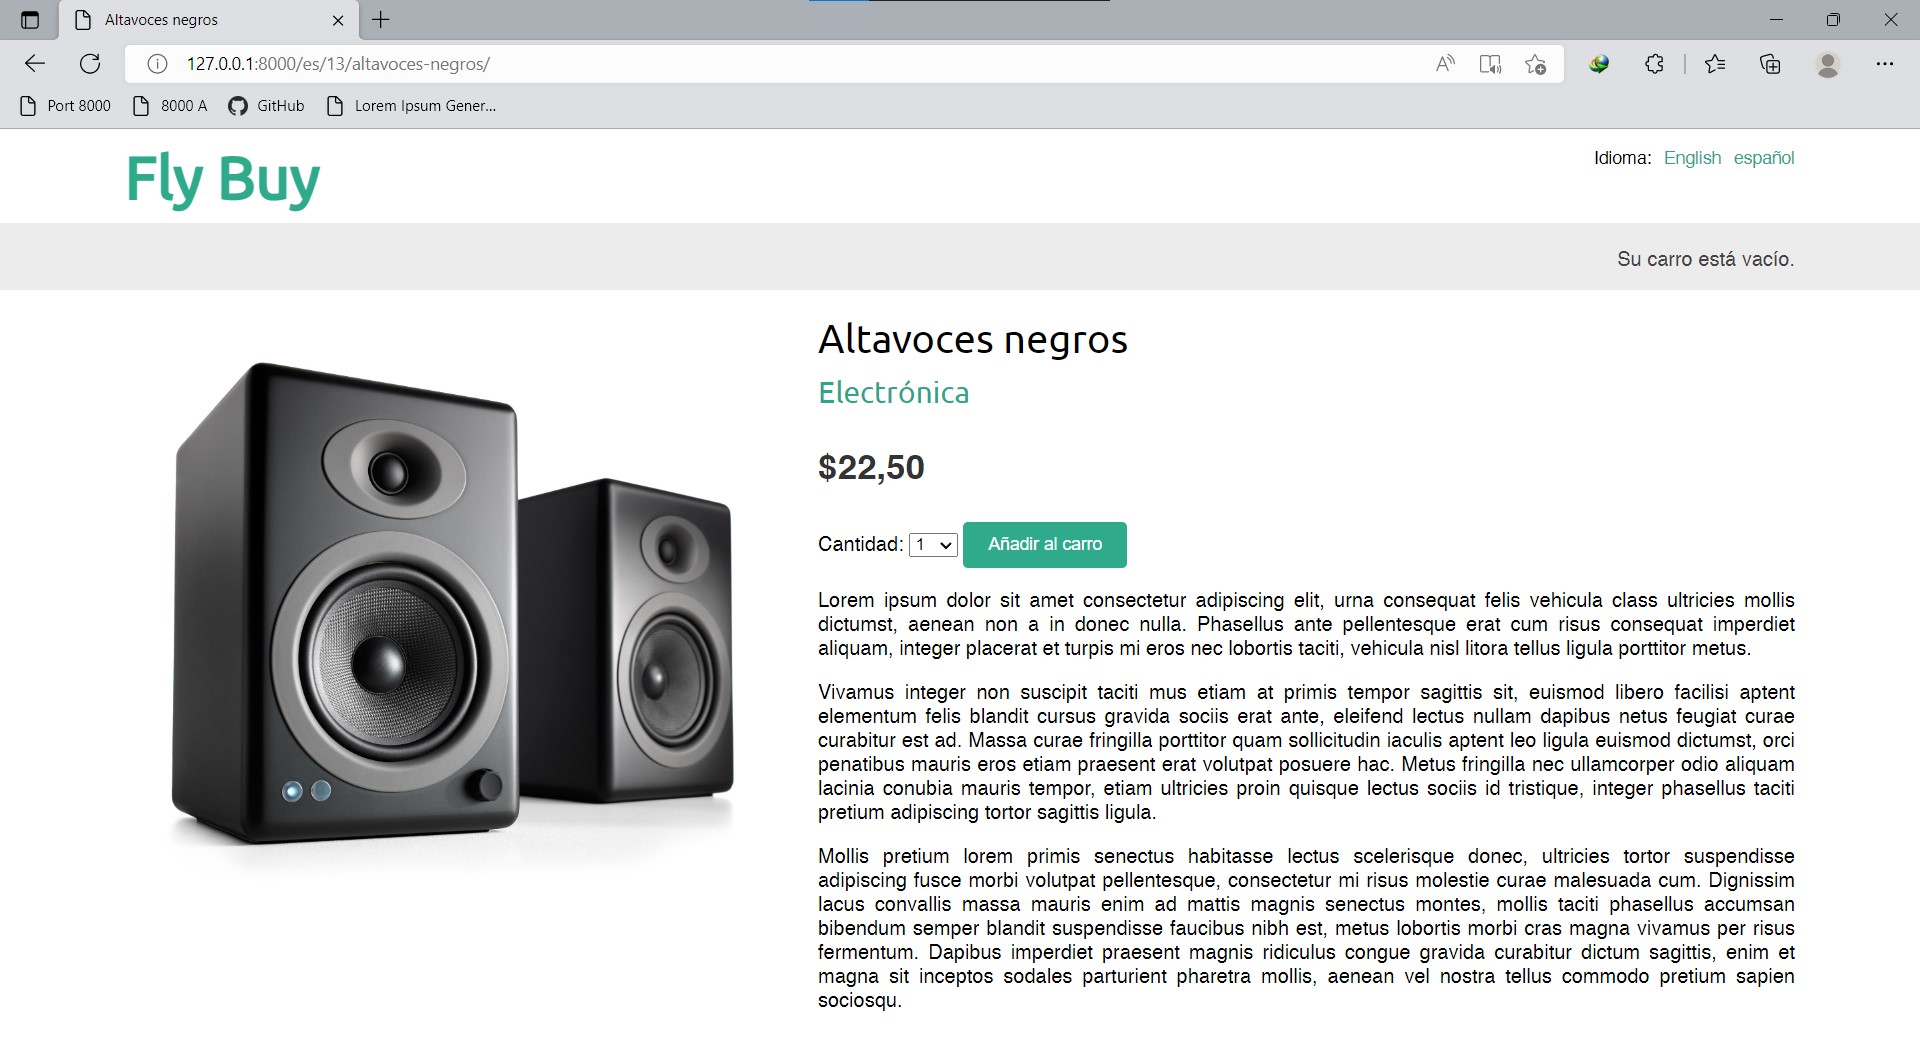 Altavoces negros
127.0.0.1:8000/es/13/altavoces-negros/
Port 8000 8000 A GitHub Lorem Ipsum Gener...
Fly Buy
Idioma: English español
Su carro está vacío.
Altavoces negros
Electrónica
$22,50
Cantidad: 1 Añadir al carro
Lorem ipsum dolor sit amet consectetur adipiscing elit, urna consequat felis vehicula class ultricies mollis
dictumst, aenean non a in donec nulla. Phasellus ante pellentesque erat cum risus consequat imperdiet
aliquam, integer placerat et turpis mi eros nec lobortis taciti, vehicula nisl litora tellus ligula porttitor metus.
Vivamus integer non suscipit taciti mus etiam at primis tempor sagittis sit, euismod libero facilisi aptent
elementum felis blandit cursus gravida sociis erat ante, eleifend lectus nullam dapibus netus feugiat curae
curabitur est ad. Massa curae fringilla porttitor quam sollicitudin iaculis aptent leo ligula euismod dictumst, orci
penatibus mauris eros etiam praesent erat volutpat posuere hac. Metus fringilla nec ullamcorper odio aliquam
lacinia conubia mauris tempor, etiam ultricies proin quisque lectus sociis id tristique, integer phasellus taciti
pretium adipiscing tortor sagittis ligula.
Mollis pretium lorem primis senectus habitasse lectus scelerisque donec, ultricies tortor suspendisse
adipiscing fusce morbi volutpat pellentesque, consectetur mi risus molestie curae malesuada cum. Dignissim
lacus convallis massa mauris enim ad mattis magnis senectus montes, mollis taciti phasellus accumsan
bibendum semper blandit suspendisse faucibus nibh est, metus lobortis morbi cras magna vivamus per risus
fermentum. Dapibus imperdiet praesent magnis ridiculus congue gravida curabitur dictum sagittis, enim et
magna sit inceptos sodales parturient pharetra mollis, aenean vel nostra tellus commodo pretium sapien
sociosqu.